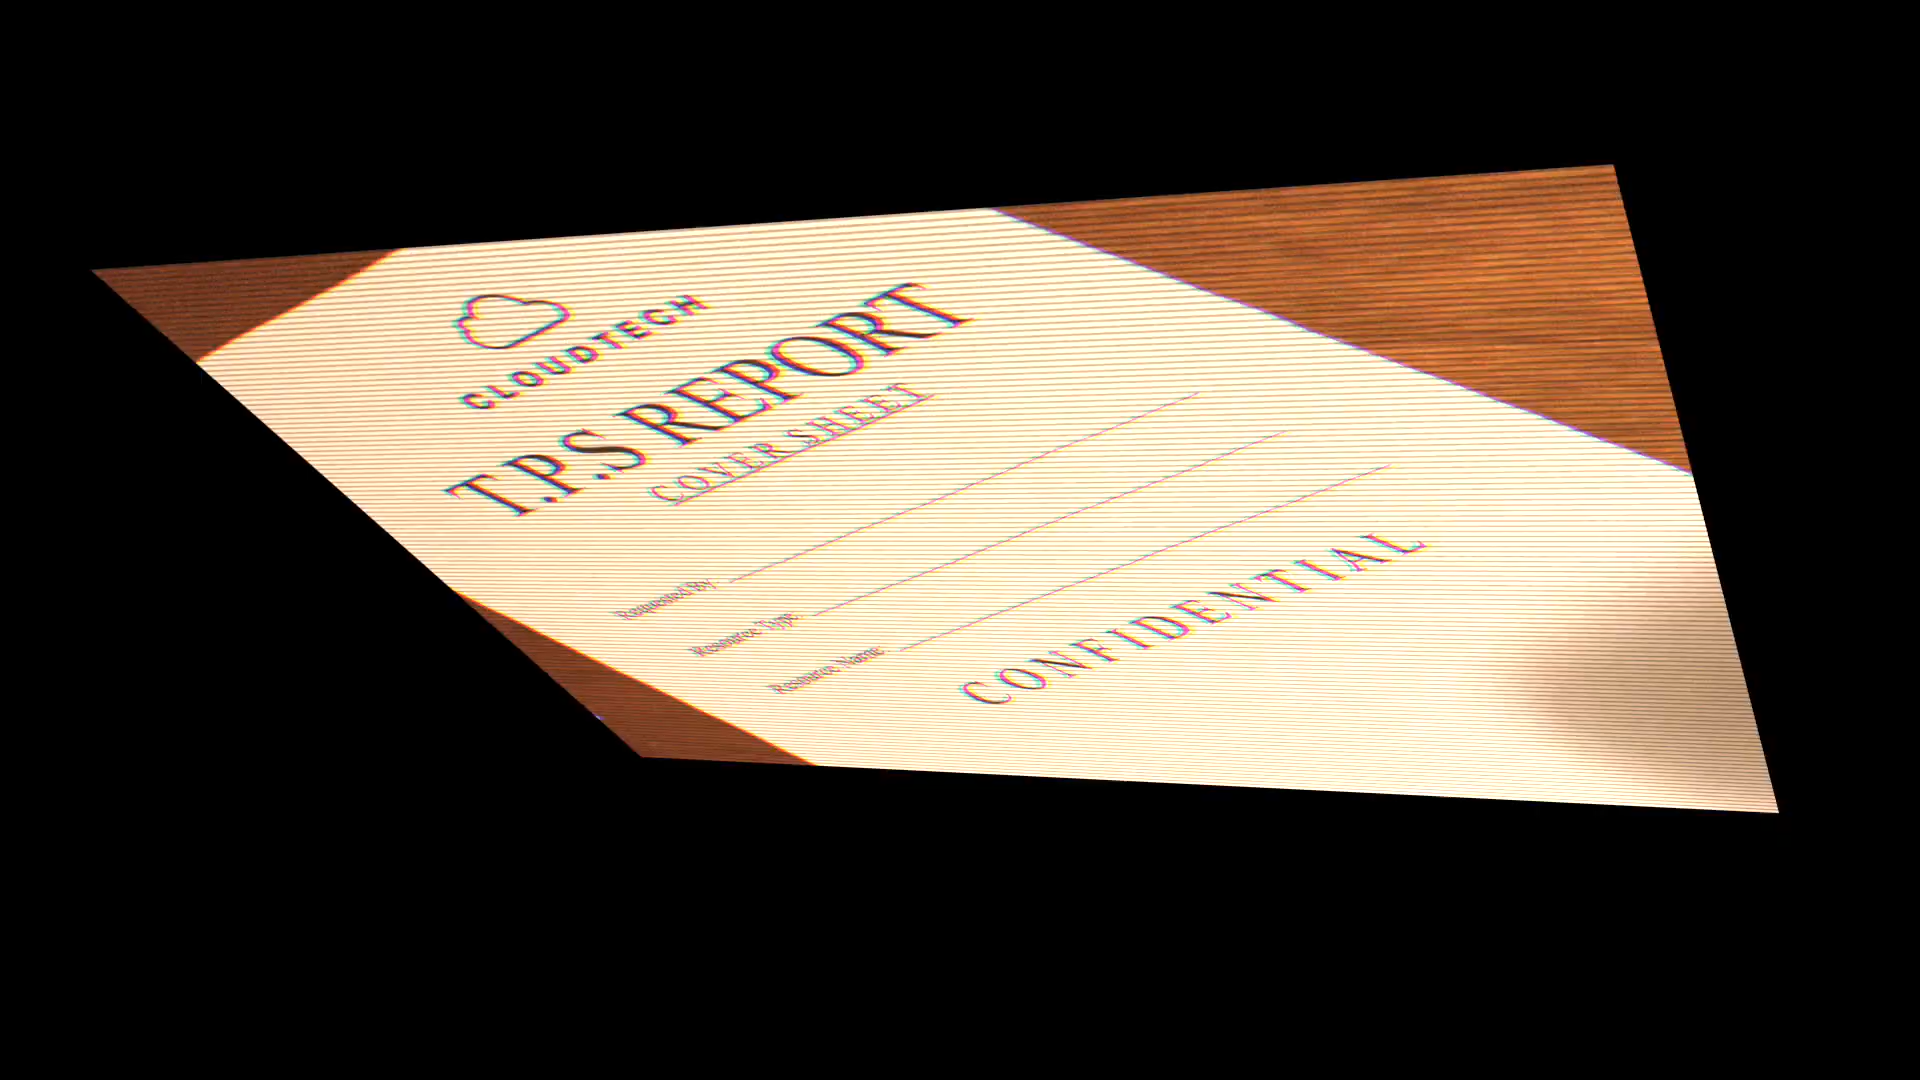 CLOUDTECH
T.P.S REPORT
COVER SHEET
Requested By:
Resource Type:
Resource Name:
CONFIDENTIAL